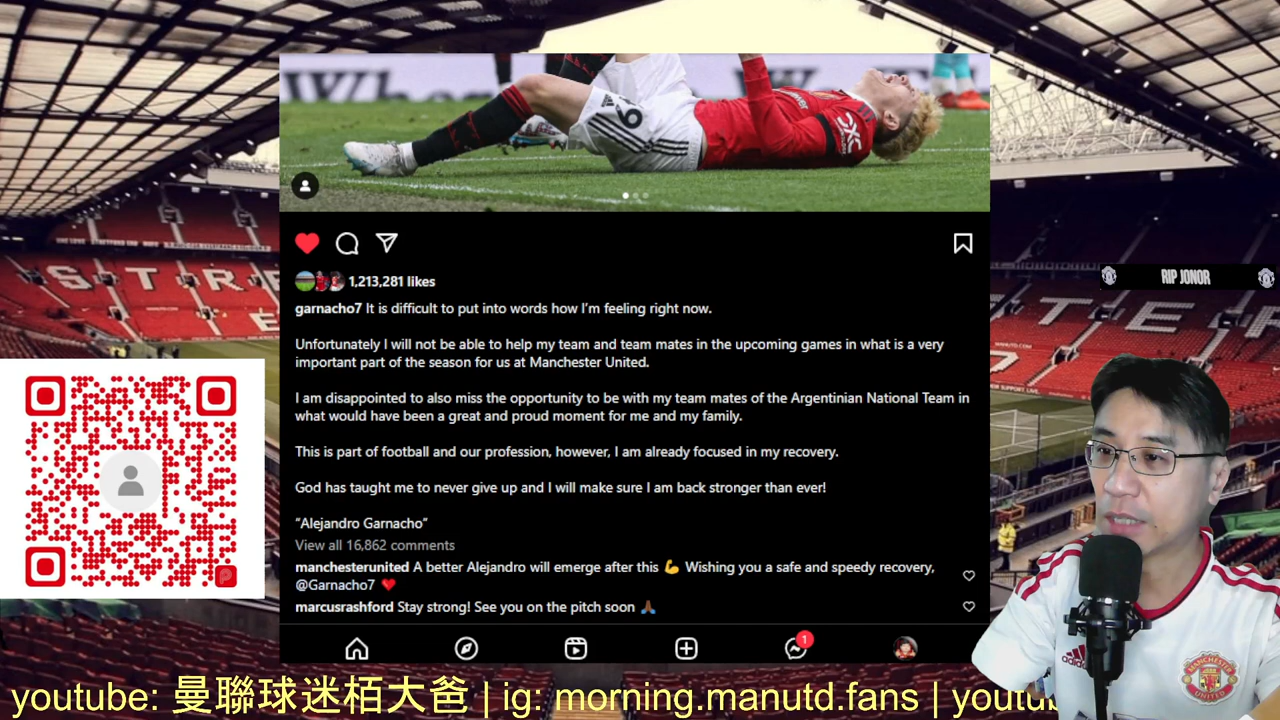 RIP JONOR
STRE
TER
1,213,281 likes
garnacho7 It is difficult to put into words how I'm feeling right now.
Unfortunately I will not be able to help my team and team mates in the upcoming games in what is a very
important part of the season for us at Manchester United.
I am disappointed to also miss the opportunity to be with my team mates of the Argentinian National Team in
what would have been a great and proud moment for me and my family.
This is part of football and our profession, however, I am already focused in my recovery.
God has taught me to never give up and I will make sure I am back stronger than ever!
"Alejandro Garnacho"
View all 16,862 comments
manchesterunited A better Alejandro will emerge after this 💪 Wishing you a safe and speedy recovery,
@Garnacho7 ❤️
marcusrashford Stay strong! See you on the pitch soon 🙏🏾
1
adidas
MANCHESTER
UNITED
youtube: 曼聯球迷栢大爸 | ig: morning.manutd.fans | youtub